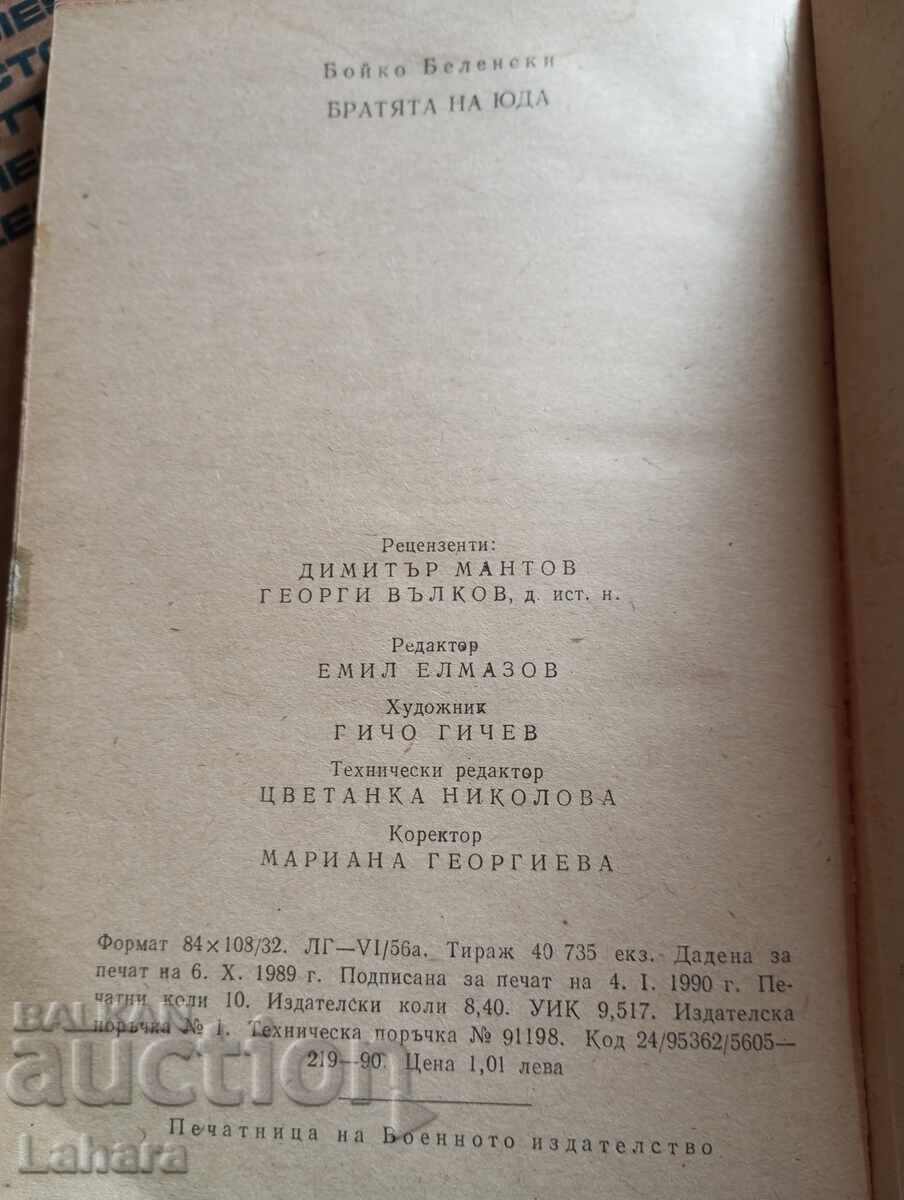 Бойко Беленски
БРАТЯТА НА ЮДА
Рецензенти:
ДИМИТЪР МАНТОВ
ГЕОРГИ ВЪЛКОВ, д. ист. н.
Редактор
ЕМИЛ ЕЛМАЗОВ
Художник
ГИЧО ГИЧЕВ
Технически редактор
ЦВЕТАНКА НИКОЛОВА
Коректор
МАРИАНА ГЕОРГИЕВА
Формат 84×108/32. ЛГ—VI/56а. Тираж 40 735 екз. Дадена за
печат на 6. X. 1989 г. Подписана за печат на 4. I. 1990 г. Пе-
чатни коли 10. Издателски коли 8,40. УИК 9,517. Издателска
поръчка № 1. Техническа поръчка № 91198. Код 24/95362/5605—
219—90. Цена 1,01 лева
Печатница на Военното издателство
BALKAN
auction
Lahara